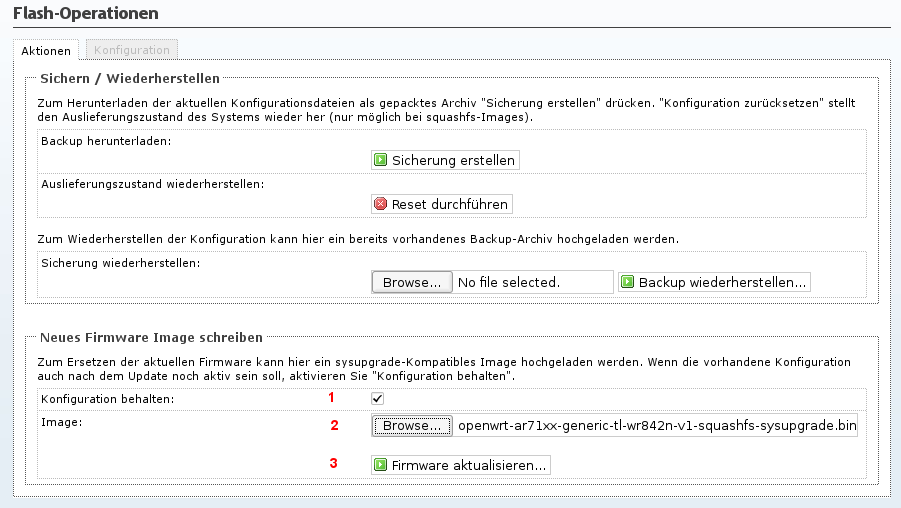 Flash-Operationen
Aktionen Konfiguration
Sichern / Wiederherstellen
Zum Herunterladen der aktuellen Konfigurationsdateien als gepacktes Archiv "Sicherung erstellen" drücken. "Konfiguration zurücksetzen" stellt
den Auslieferungszustand des Systems wieder her (nur möglich bei squashfs-Images).
Backup herunterladen:
Sicherung erstellen
Auslieferungszustand wiederherstellen:
Reset durchführen
Zum Wiederherstellen der Konfiguration kann hier ein bereits vorhandenes Backup-Archiv hochgeladen werden.
Sicherung wiederherstellen:
Browse... No file selected. Backup wiederherstellen...
Neues Firmware Image schreiben
Zum Ersetzen der aktuellen Firmware kann hier ein sysupgrade-Kompatibles Image hochgeladen werden. Wenn die vorhandene Konfiguration
auch nach dem Update noch aktiv sein soll, aktivieren Sie "Konfiguration behalten".
Konfiguration behalten: 1
Image: 2 Browse... openwrt-ar71xx-generic-tl-wr842n-v1-squashfs-sysupgrade.bin
3 Firmware aktualisieren...